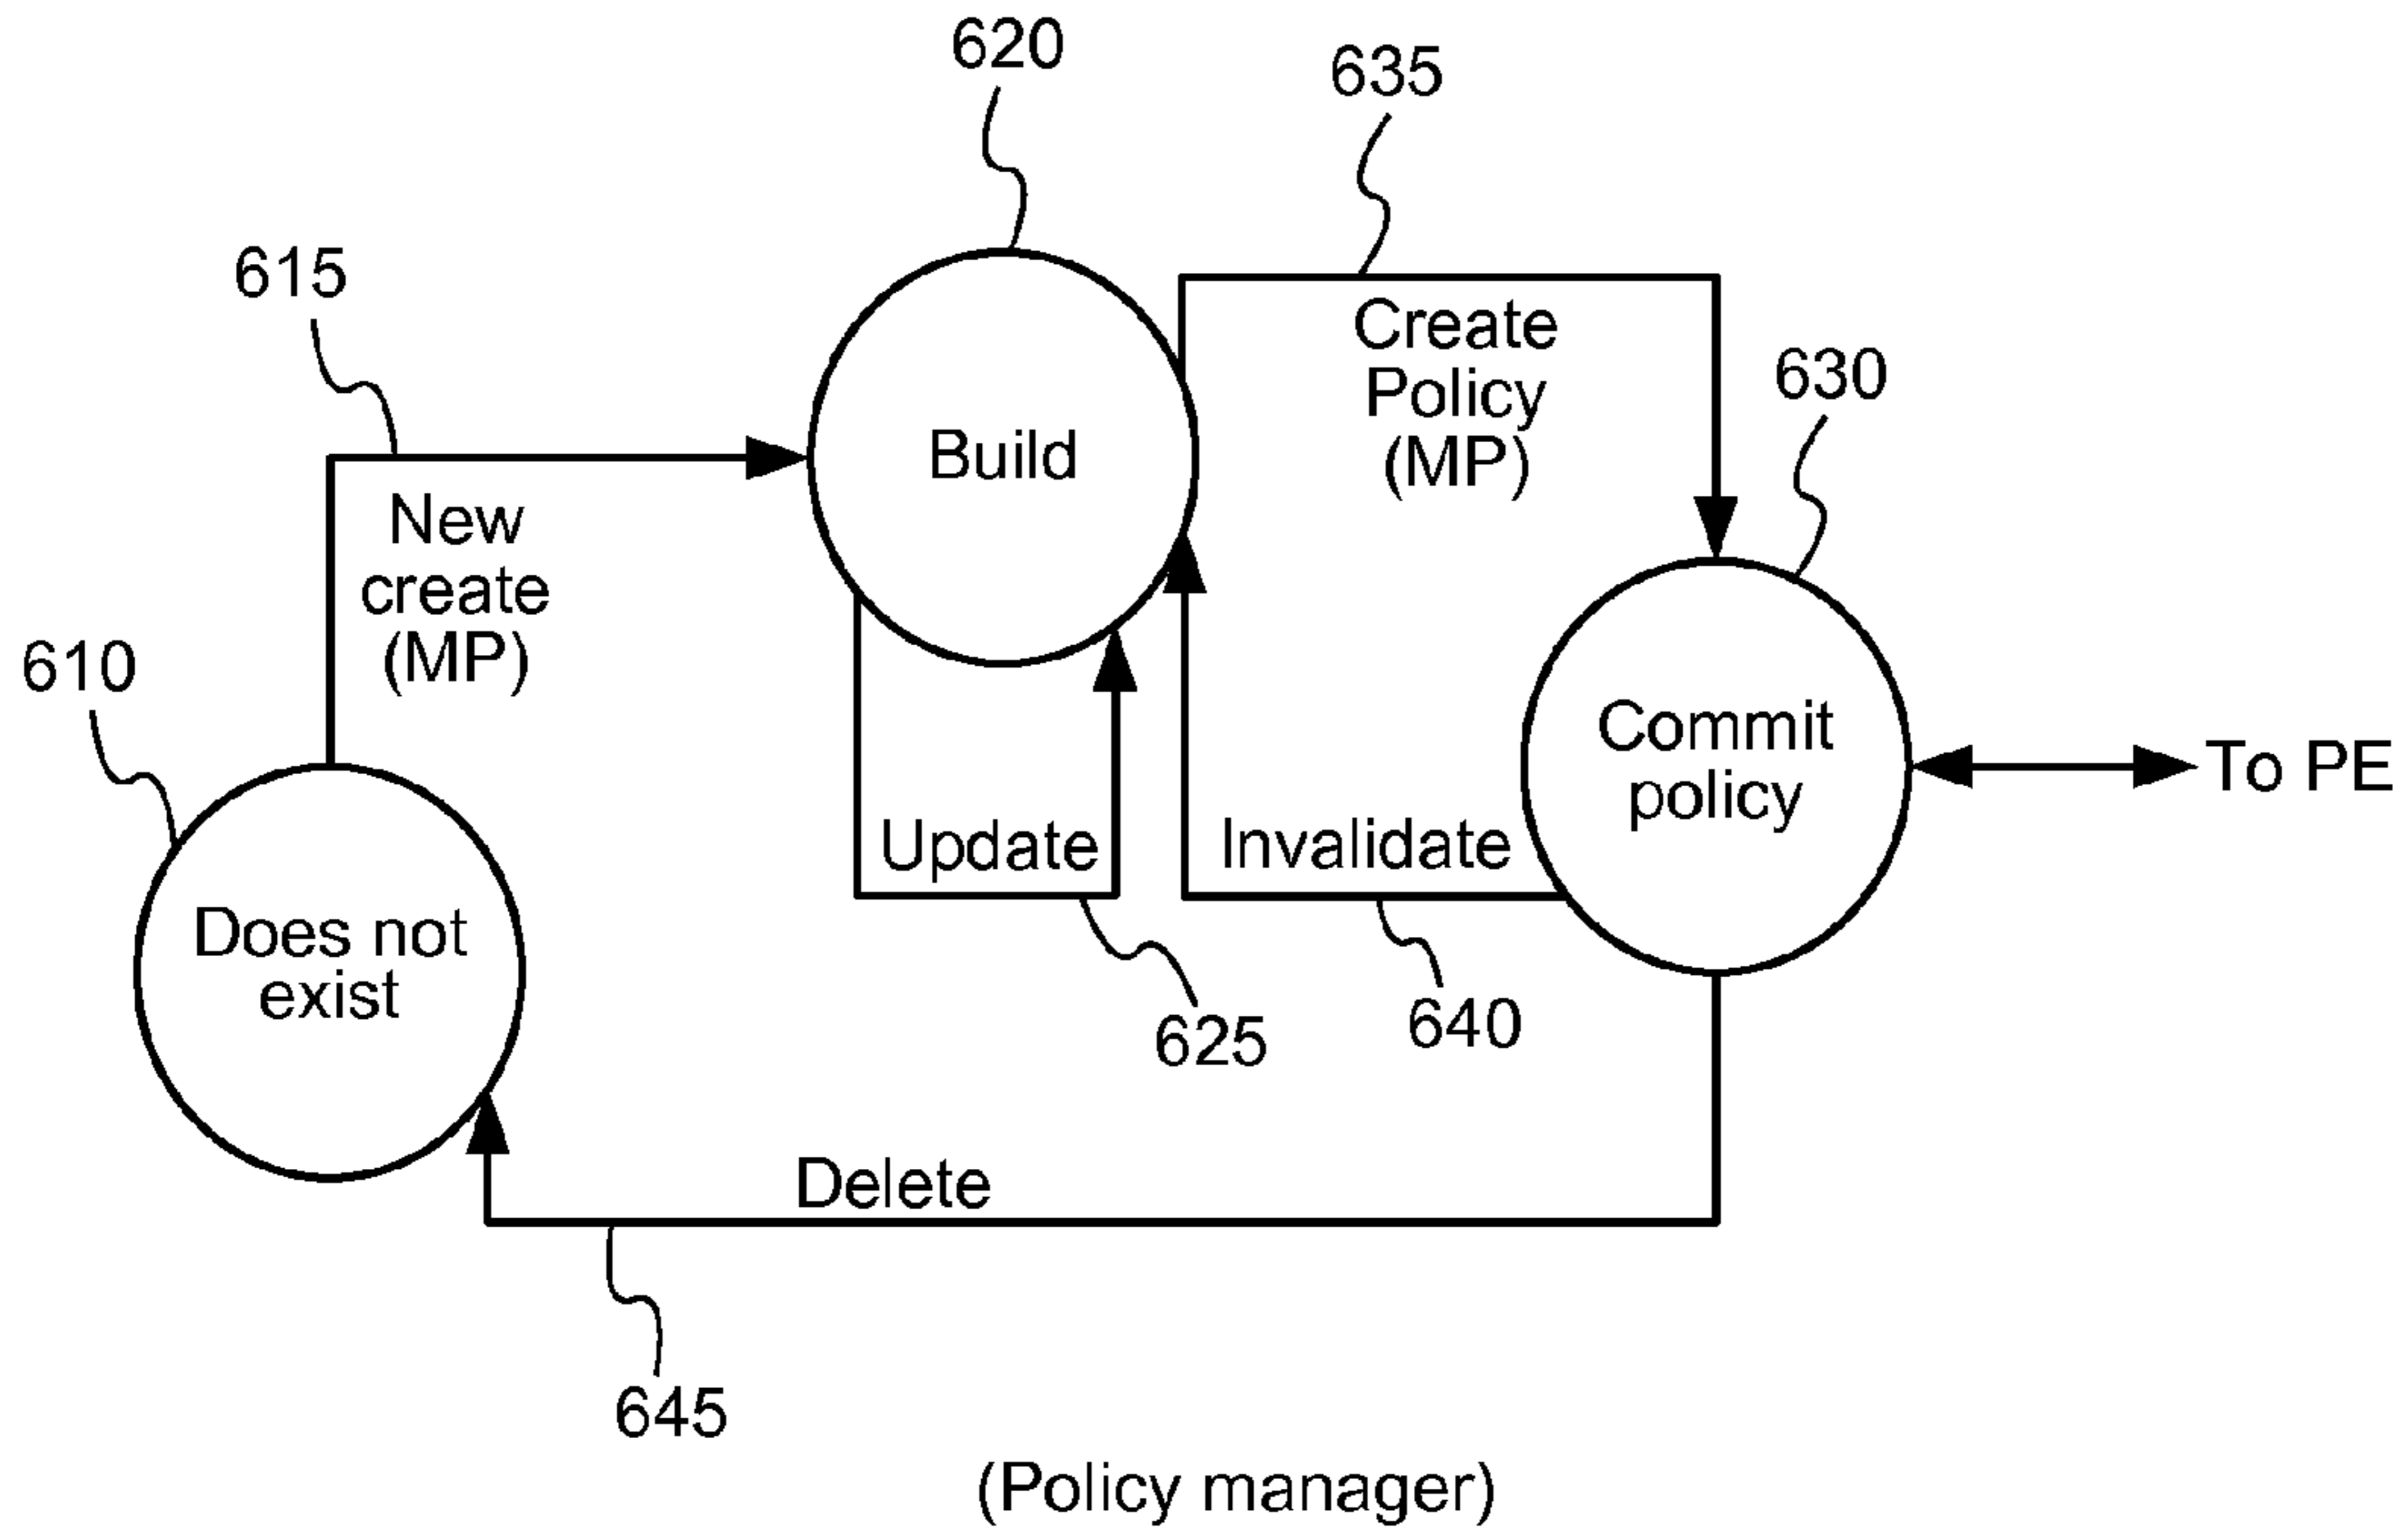 620
635
615
Create
Policy
(MP)
630
Build
New
create
(MP)
610
Commit
policy
To PE
Update
Invalidate
Does not
exist
625
640
Delete
645
(Policy manager)